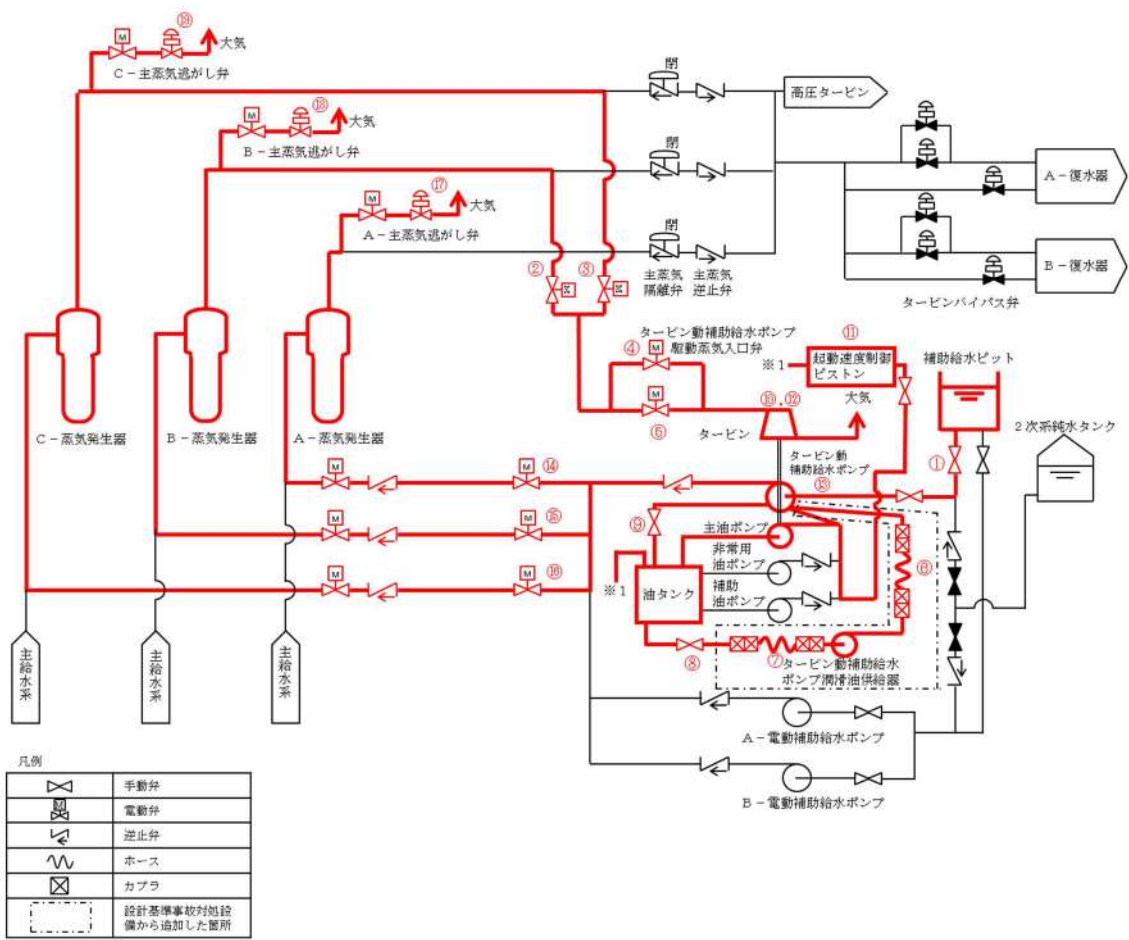 ⑲
M
大気
C－主蒸気逃がし弁
⑱
M
大気
B－主蒸気逃がし弁
⑰
M
大気
A－主蒸気逃がし弁
閉
閉
閉
主蒸気
隔離弁
主蒸気
逆止弁
高圧タービン
A－復水器
B－復水器
タービンバイパス弁
②
③
M
M
タービン動補助給水ポンプ
駆動蒸気入口弁
④
M
M
⑪
※1
起動速度制御
ピストン
大気
⑩,⑫
タービン
補助給水ピット
2次系純水タンク
①
C－蒸気発生器
B－蒸気発生器
A－蒸気発生器
タービン動
補助給水ポンプ
⑬
M
M
⑭
M
M
⑮
M
M
⑯
⑨
主油ポンプ
非常用
油ポンプ
補助
油ポンプ
※1
油タンク
⑧
⑦
タービン動補助給水
ポンプ潤滑油供給器
主給水系
主給水系
主給水系
A－電動補助給水ポンプ
B－電動補助給水ポンプ
凡例
手動弁
M
電動弁
逆止弁
ホース
カプラ
設計基準事故対処設
備から追加した箇所